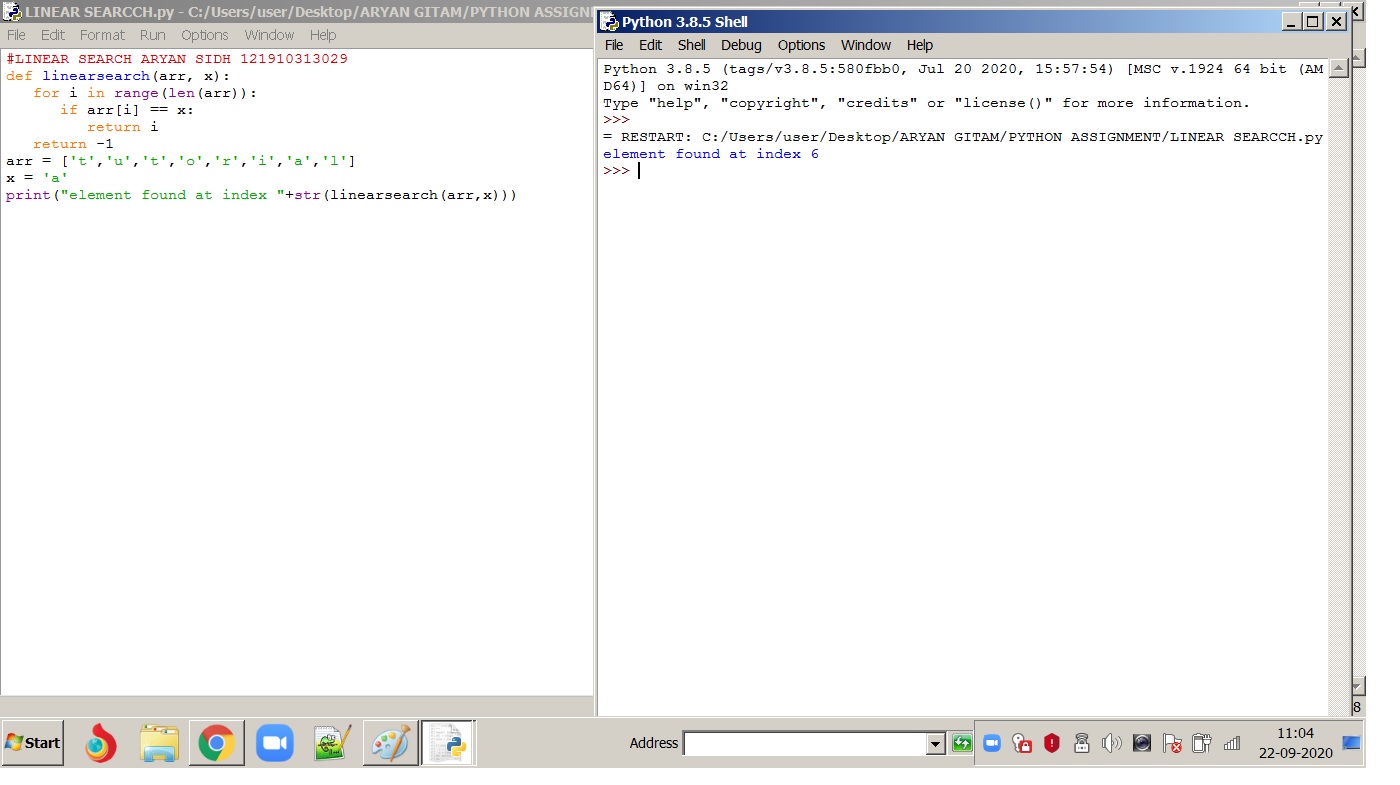 LINEAR SEARCCH.py - C:/Users/user/Desktop/ARYAN GITAM/PYTHON ASSIGN
File Edit Format Run Options Window Help
#LINEAR SEARCH ARYAN SIDH 121910313029
def linearsearch(arr, x):
   for i in range(len(arr)):
      if arr[i] == x:
         return i
   return -1
arr = ['t','u','t','o','r','i','a','l']
x = 'a'
print("element found at index "+str(linearsearch(arr,x)))
Python 3.8.5 Shell
File Edit Shell Debug Options Window Help
Python 3.8.5 (tags/v3.8.5:580fbb0, Jul 20 2020, 15:57:54) [MSC v.1924 64 bit (AM
D64)] on win32
Type "help", "copyright", "credits" or "license()" for more information.
>>>
= RESTART: C:/Users/user/Desktop/ARYAN GITAM/PYTHON ASSIGNMENT/LINEAR SEARCCH.py
element found at index 6
>>>
8
Start
Address
11:04
22-09-2020